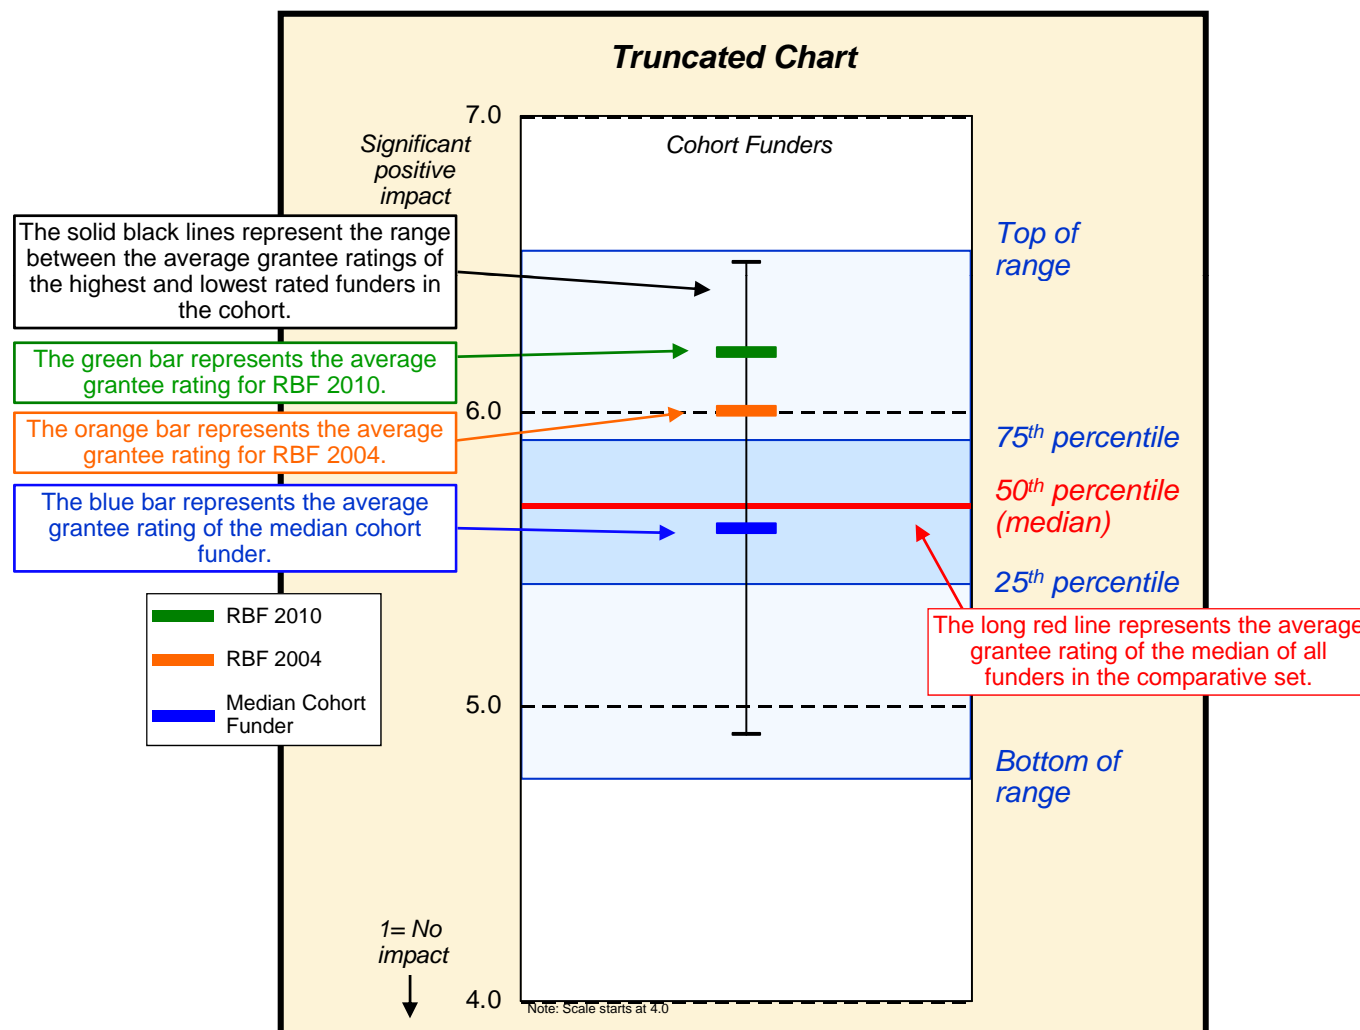 Truncated Chart
7.0
Significant
positive
impact
Cohort Funders
The solid black lines represent the range
between the average grantee ratings of
the highest and lowest rated funders in
the cohort.
Top of
range
The green bar represents the average
grantee rating for RBF 2010.
6.0
The orange bar represents the average
grantee rating for RBF 2004.
75th percentile
The blue bar represents the average
grantee rating of the median cohort
funder.
50th percentile
(median)
25th percentile
RBF 2010
RBF 2004
Median Cohort
Funder
The long red line represents the average
grantee rating of the median of all
funders in the comparative set.
5.0
Bottom of
range
1= No
impact
4.0
Note: Scale starts at 4.0